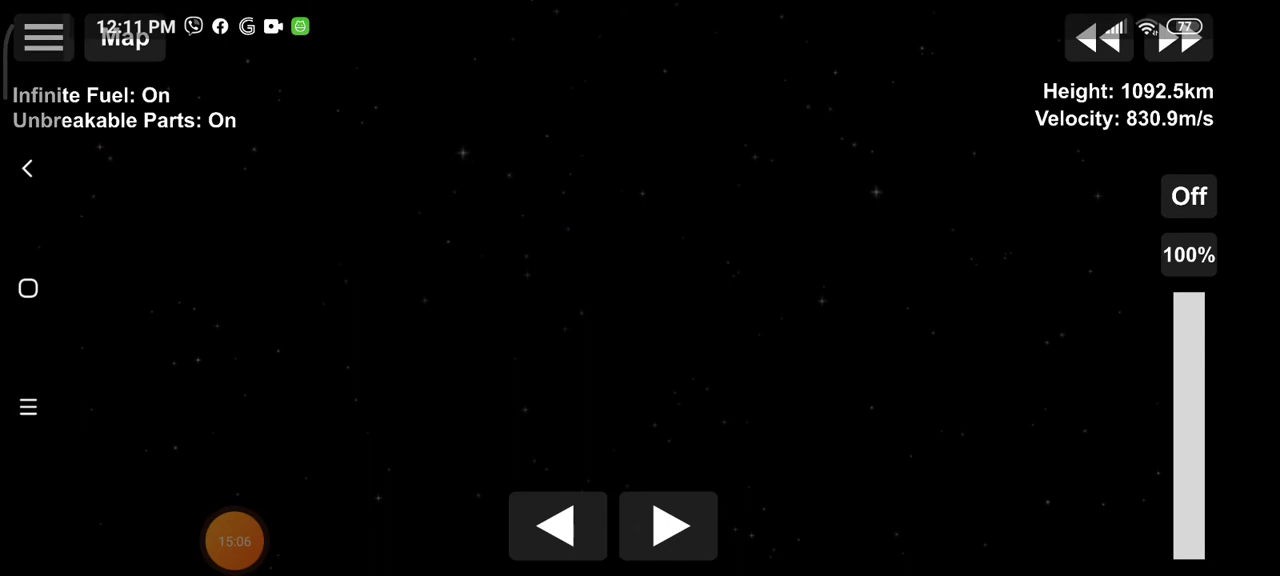 12:11 PM
77
Map
Infinite Fuel: On
Unbreakable Parts: On
Height: 1092.5km
Velocity: 830.9m/s
Off
100%
15:06